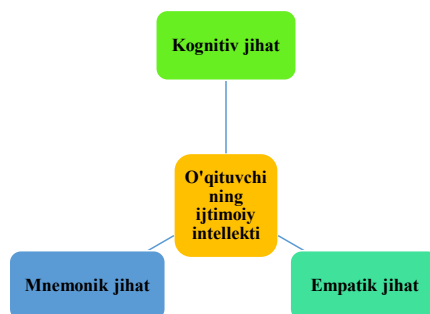 Kognitiv jihat
O'qituvchi
ning
ijtimoiy
intellekti
Mnemonik jihat
Empatik jihat